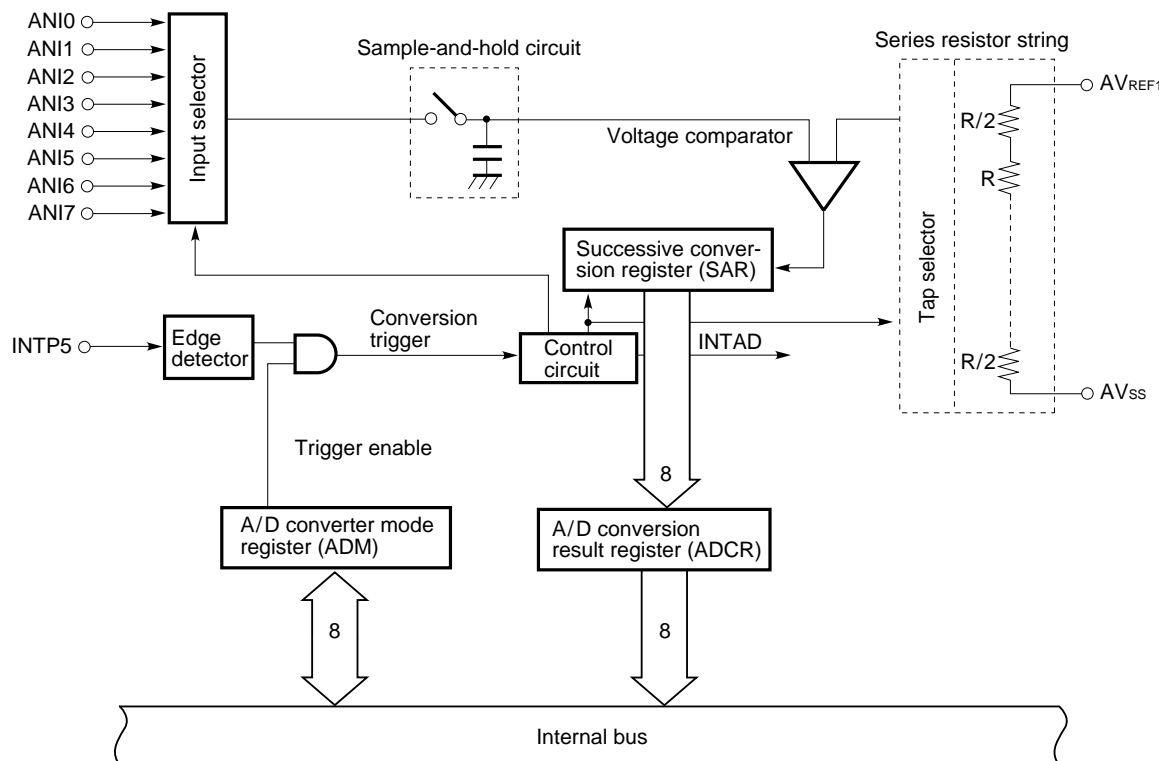 ANI0
ANI1
ANI2
ANI3
ANI4
ANI5
ANI6
ANI7
Input selector
Sample-and-hold circuit
Voltage comparator
Series resistor string
Tap selector
R/2
R
R/2
AVREF1
AVSS
Successive conver-
sion register (SAR)
INTP5
Edge
detector
Conversion
trigger
Control
circuit
INTAD
Trigger enable
8
A/D converter mode
register (ADM)
A/D conversion
result register (ADCR)
8
8
Internal bus